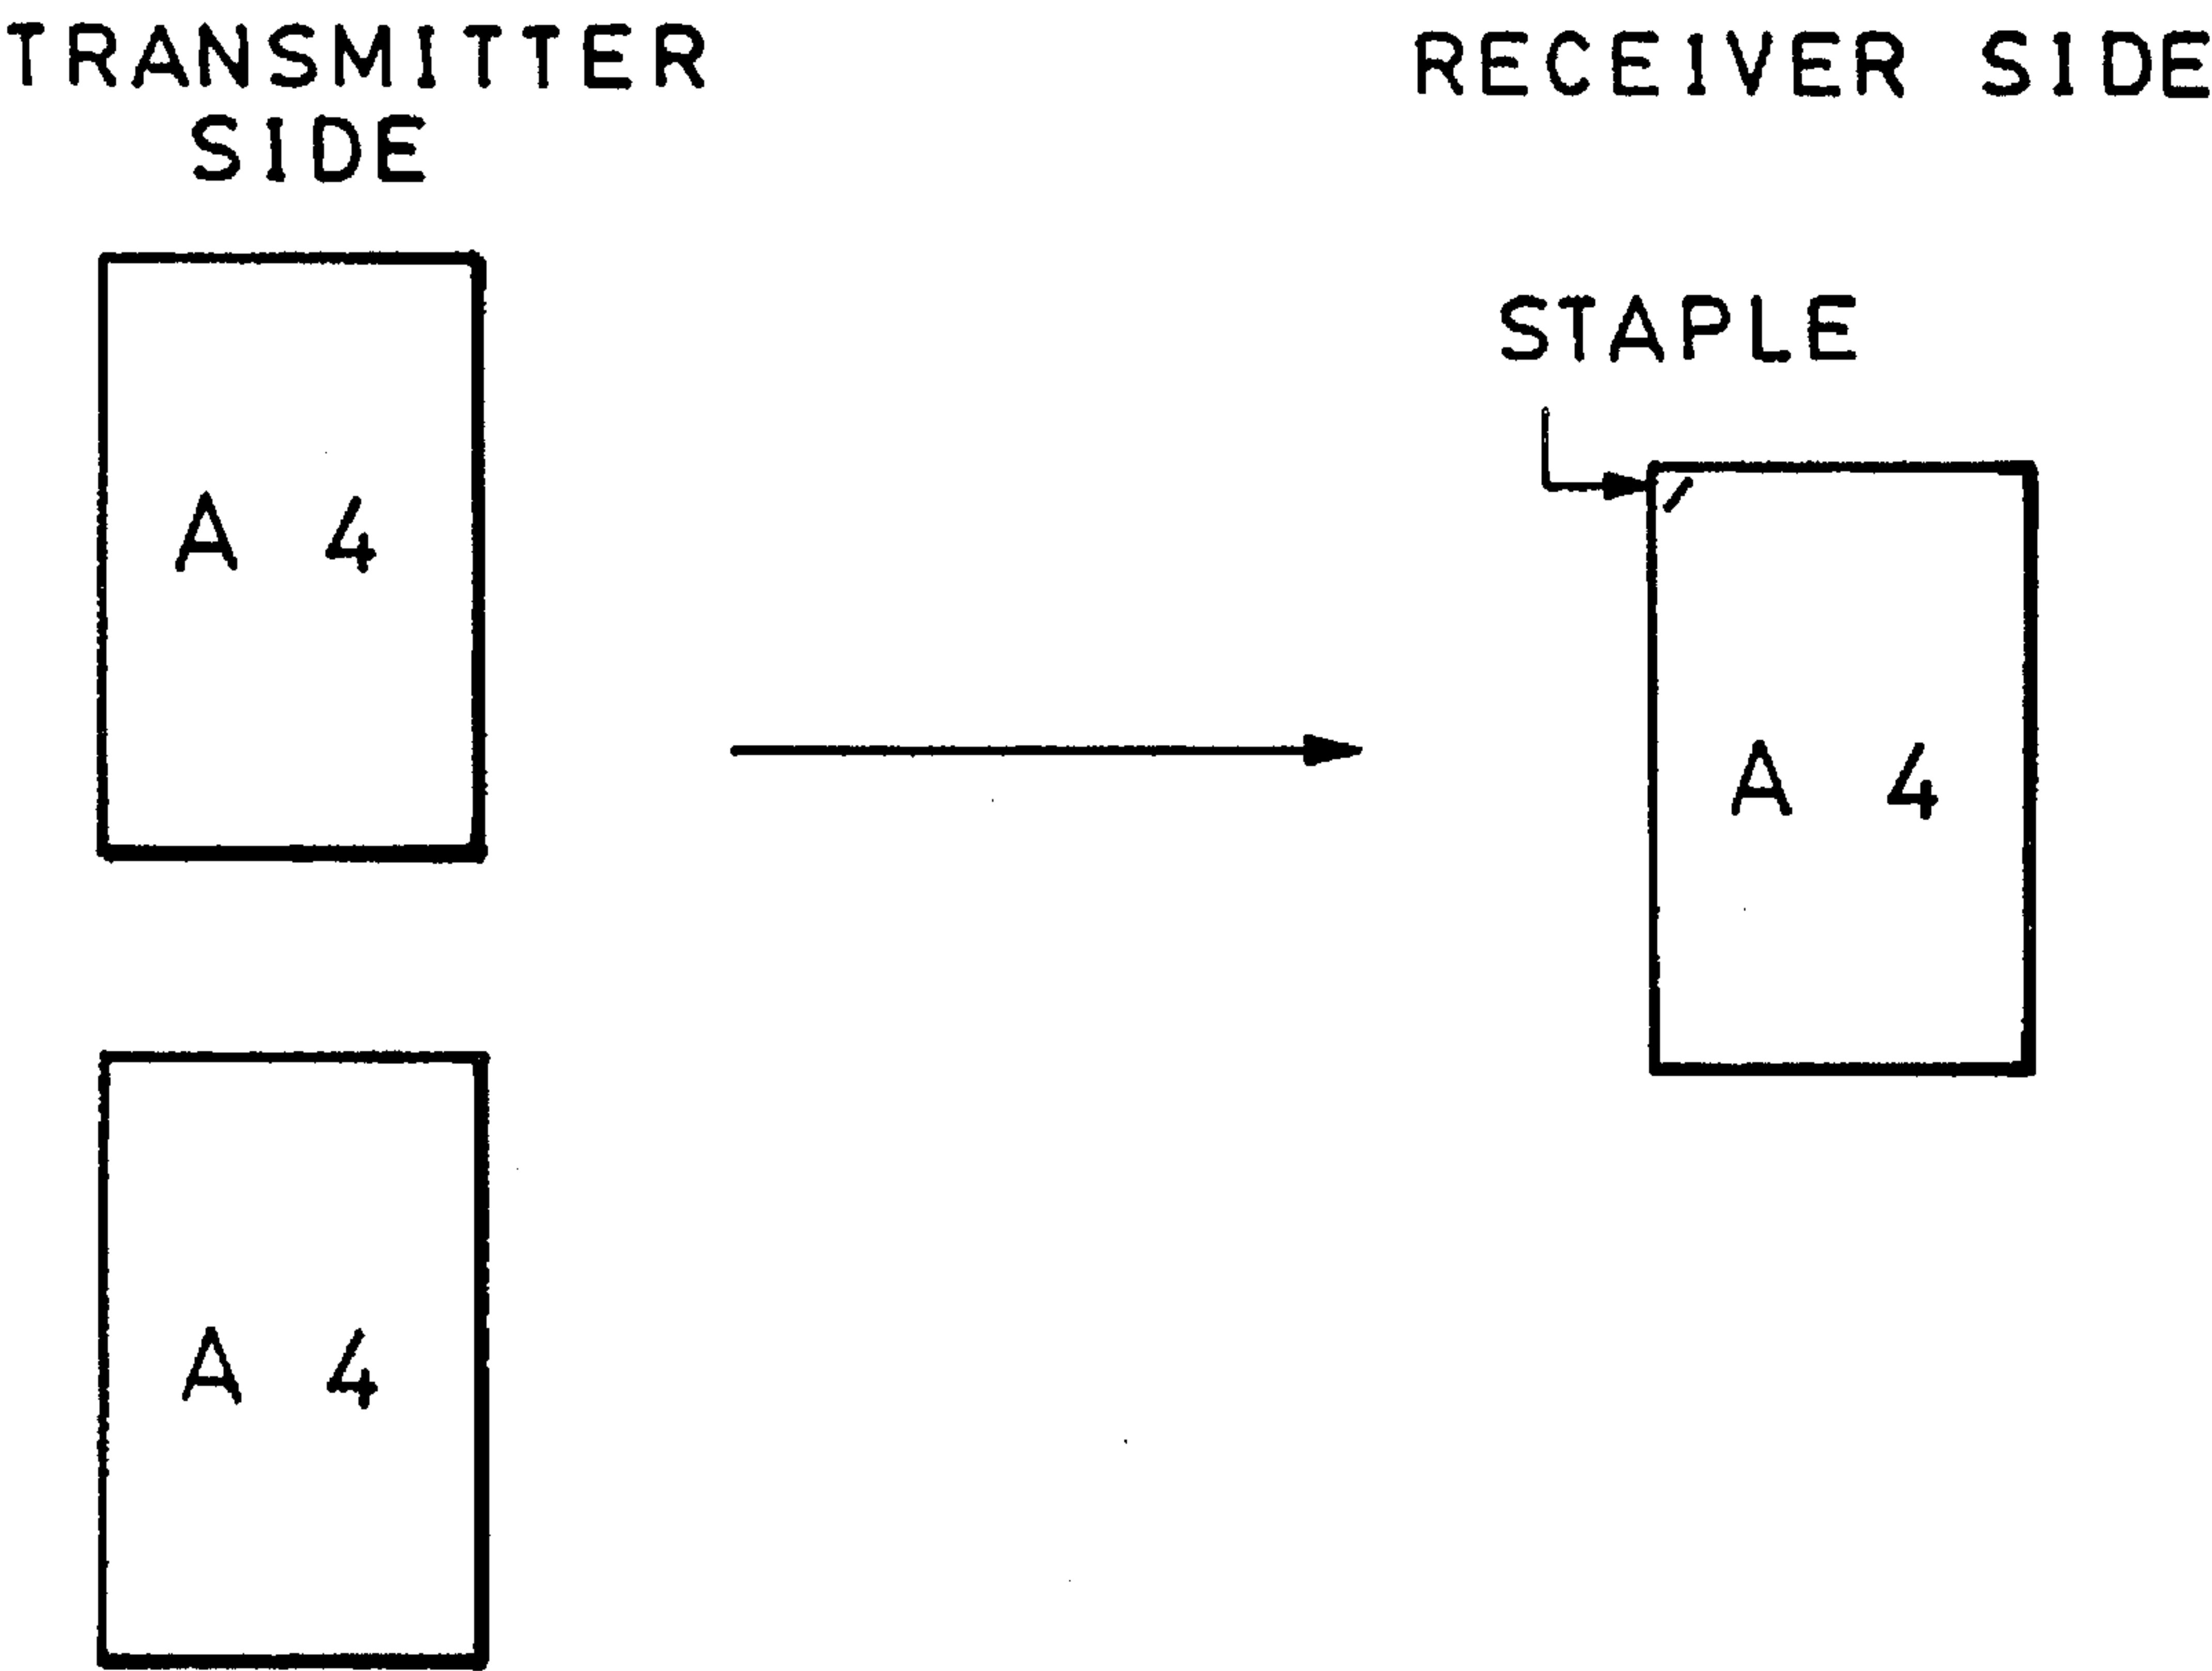 TRANSMITTER
SIDE
RECEIVER SIDE
STAPLE
A 4
A 4
A 4